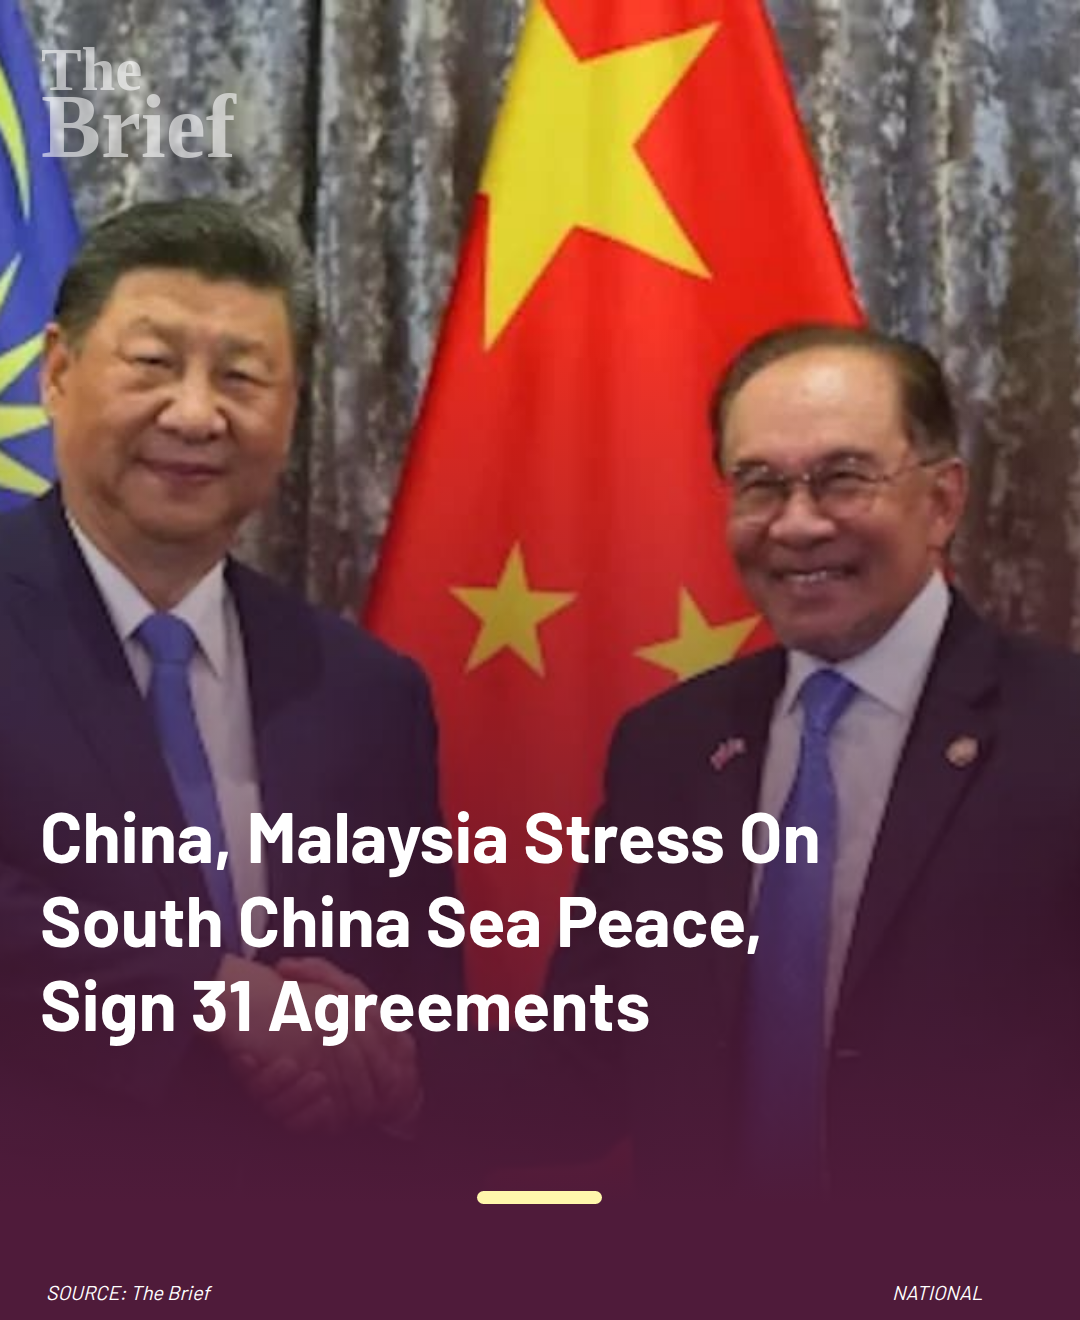 The
Brief
China, Malaysia Stress On
South China Sea Peace,
Sign 31 Agreements
SOURCE: The Brief
NATIONAL